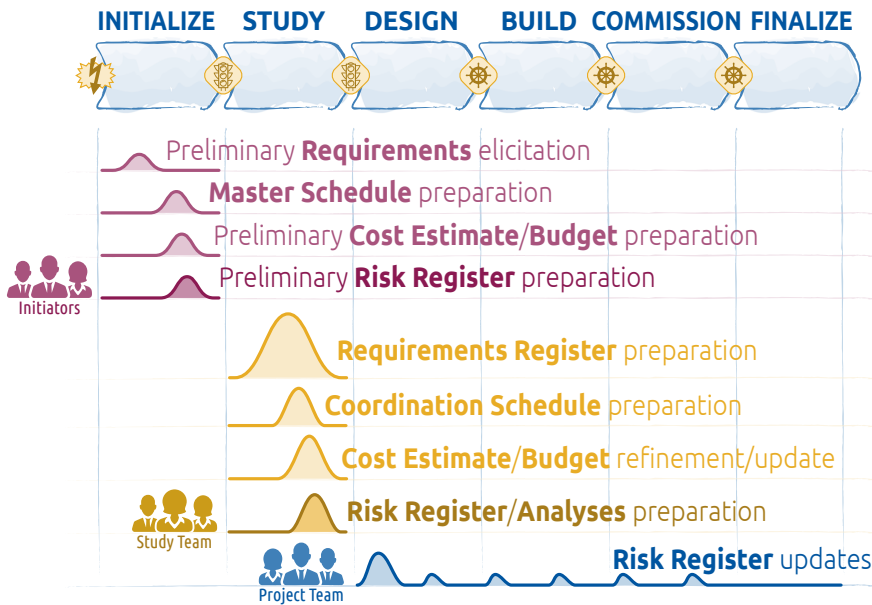 INITIALIZE STUDY DESIGN BUILD COMMISSION FINALIZE
Preliminary Requirements elicitation
Master Schedule preparation
Preliminary Cost Estimate/Budget preparation
Preliminary Risk Register preparation
Initiators
Requirements Register preparation
Coordination Schedule preparation
Cost Estimate/Budget refinement/update
Risk Register/Analyses preparation
Study Team
Risk Register updates
Project Team